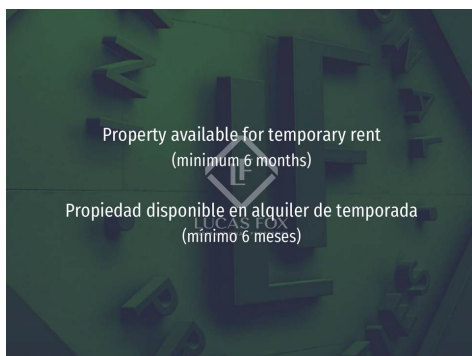 Property available for temporary rent
(minimum 6 months)
LF
Propiedad disponible en alquiler de temporada
LUCAS FOX
(mínimo 6 meses)